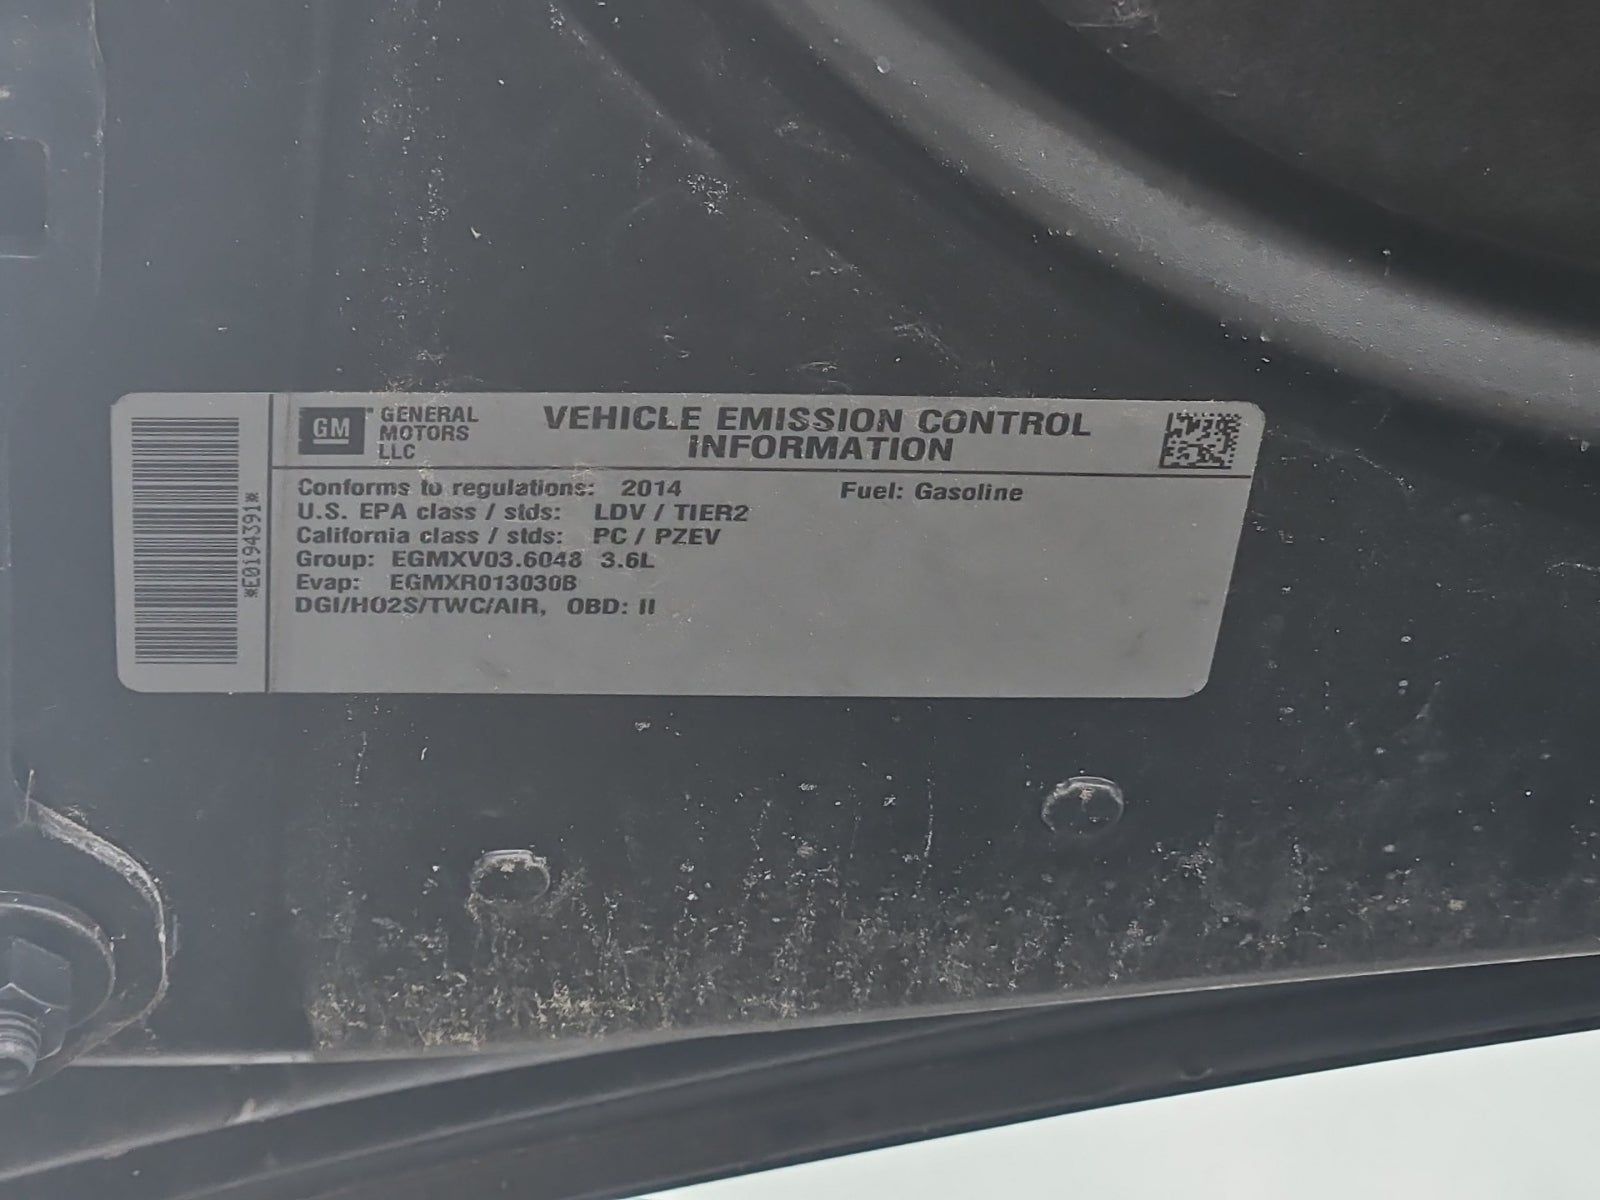 *E0194391*
GM GENERAL
MOTORS
LLC
VEHICLE EMISSION CONTROL
INFORMATION
Conforms to regulations: 2014 Fuel: Gasoline
U.S. EPA class / stds: LDV / TIER2
California class / stds: PC / PZEV
Group: EGMXV03.6048 3.6L
Evap: EGMXR013030B
DGI/HO2S/TWC/AIR, OBD: II